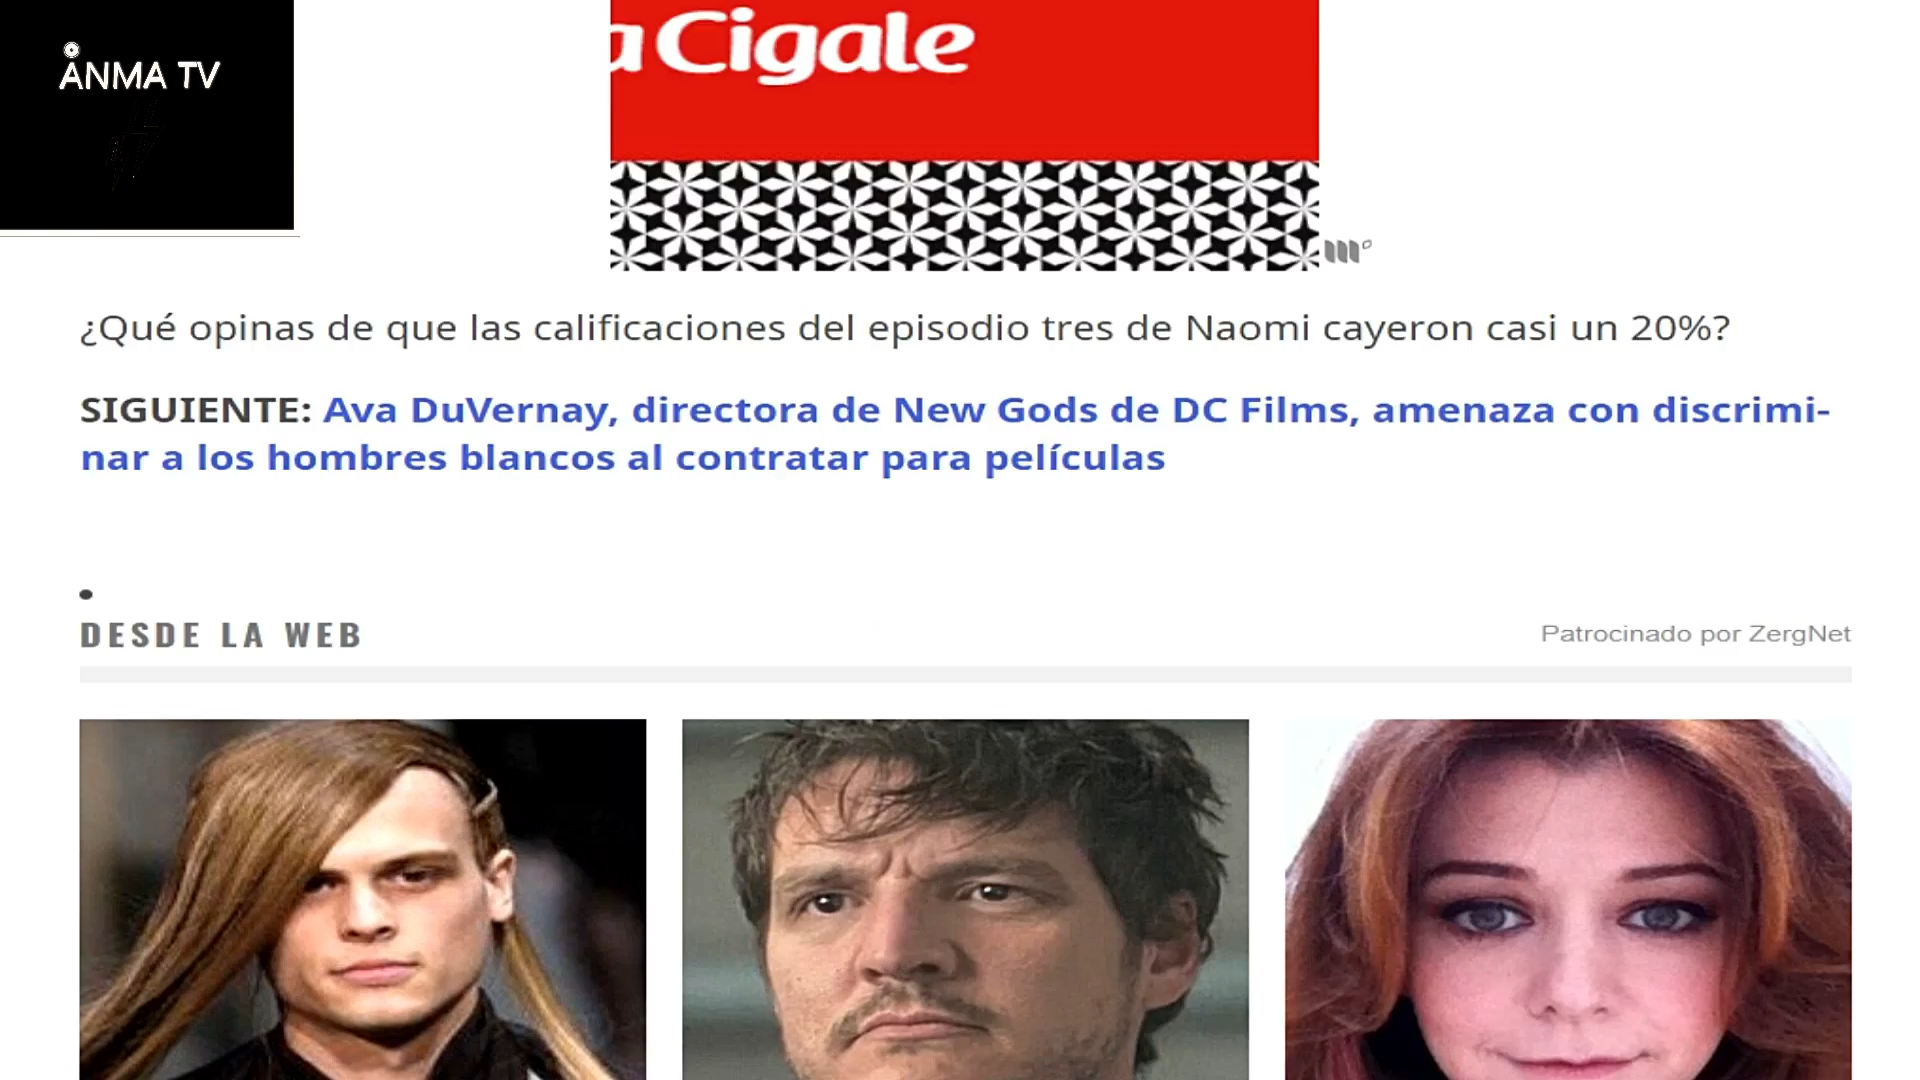 ANMA TV
a Cigale
¿Qué opinas de que las calificaciones del episodio tres de Naomi cayeron casi un 20%?
SIGUIENTE: Ava DuVernay, directora de New Gods de DC Films, amenaza con discrimi-
nar a los hombres blancos al contratar para películas
DESDE LA WEB
Patrocinado por ZergNet